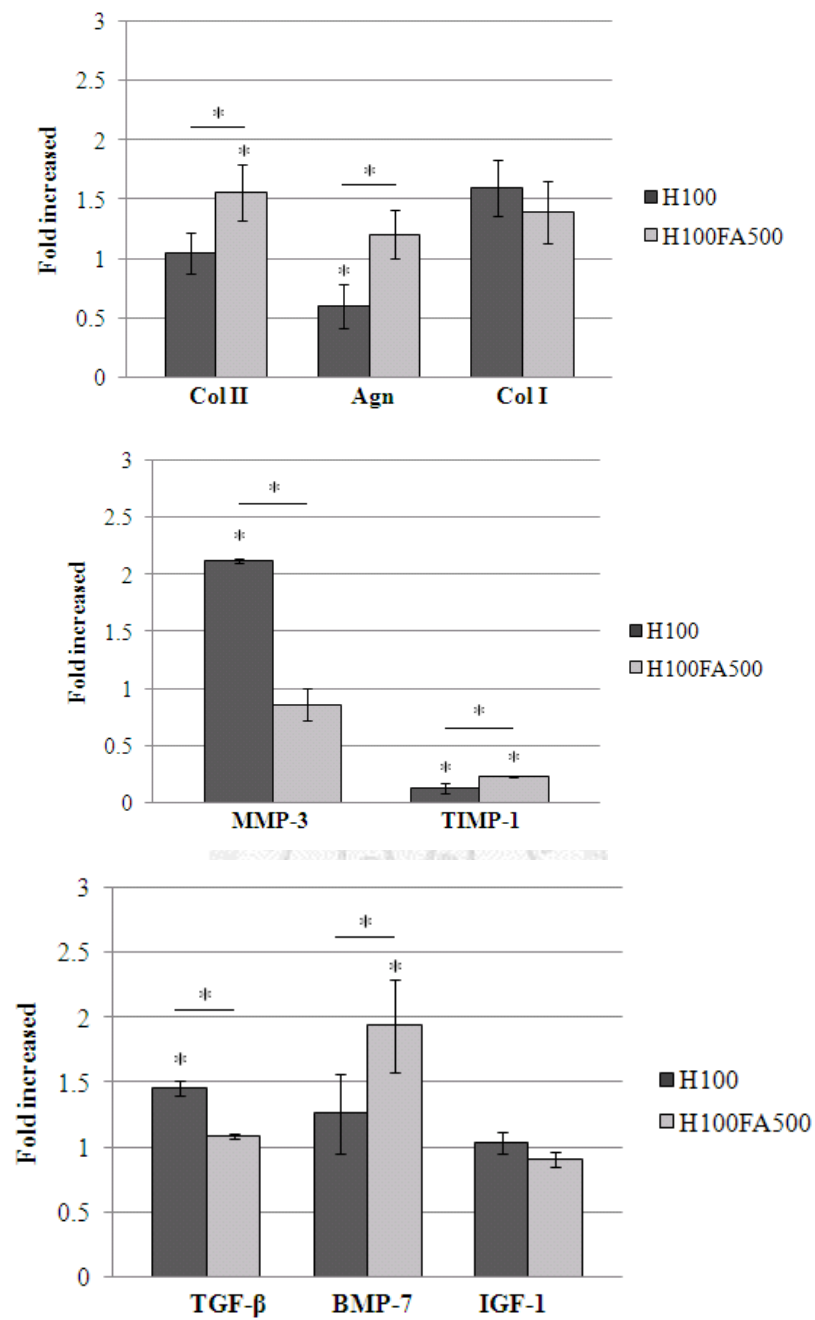 3
2.5
2
1.5
1
0.5
0
Fold increased
* * * * *
Col II Agn Col I
H100
H100FA500
3
2.5
2
1.5
1
0.5
0
Fold increased
* * * * *
MMP-3 TIMP-1
H100
H100FA500
3
2.5
2
1.5
1
0.5
0
Fold increased
* * * *
TGF-β BMP-7 IGF-1
H100
H100FA500